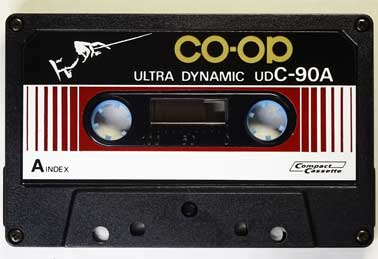 co-op
ULTRA DYNAMIC UDC-90A
A INDEX
Compact
Cassette